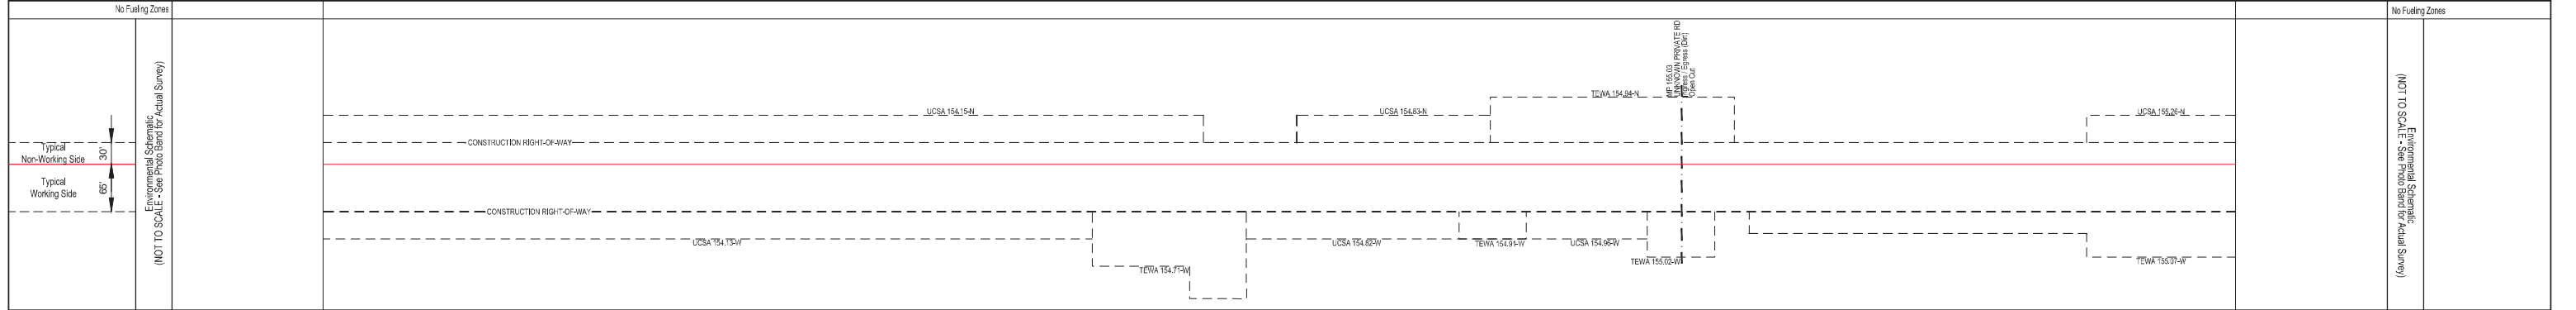 No Fueling Zones
No Fueling Zones
MP 155.03
UNKNOWN PRIVATE RD
Ingress / Egress (Dirt)
Open Cut
TEWA 154.94-N
UCSA 154.15-N
UCSA 154.83-N
UCSA 155.26-N
CONSTRUCTION RIGHT-OF-WAY
Typical
Non-Working Side
30'
Typical
Working Side
65'
Environmental Schematic
(NOT TO SCALE - See Photo Band for Actual Survey)
Environmental Schematic
(NOT TO SCALE - See Photo Band for Actual Survey)
CONSTRUCTION RIGHT-OF-WAY
UCSA 154.13-W
UCSA 154.82-W
TEWA 154.91-W
UCSA 154.96-W
TEWA 155.02-W
TEWA 155.07-W
TEWA 154.71-W